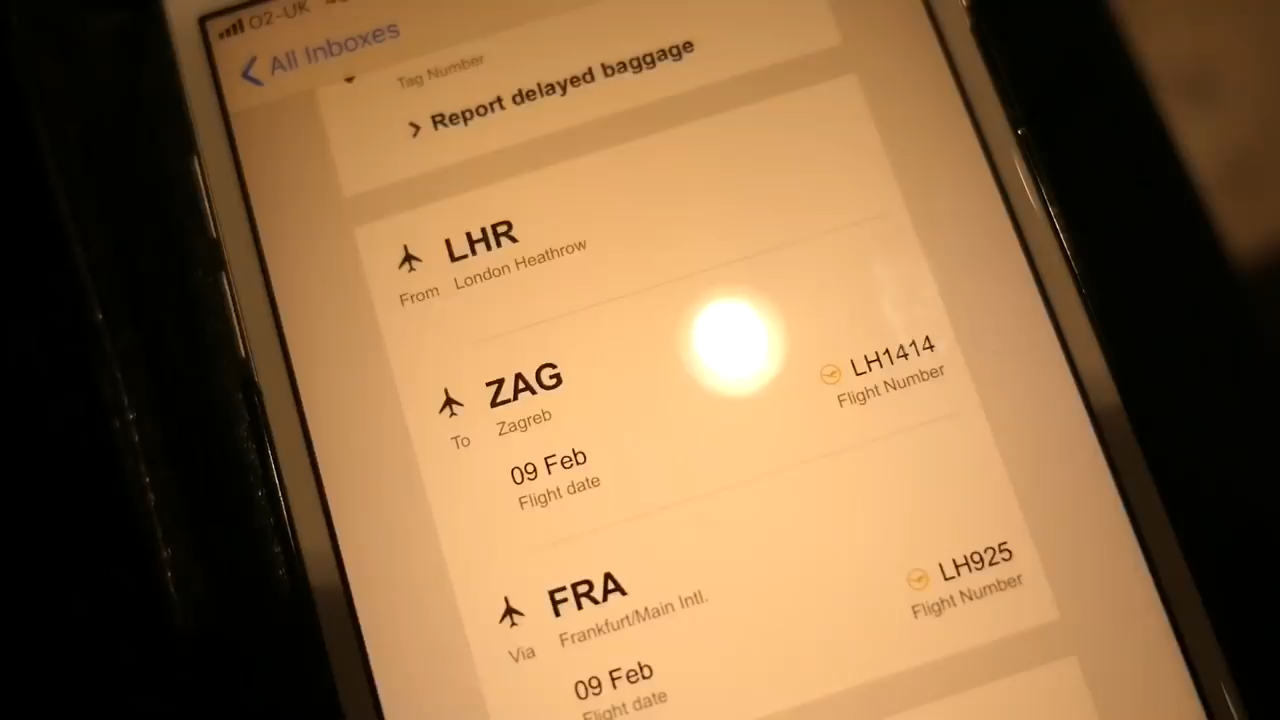 O2-UK
All Inboxes
Tag Number
Report delayed baggage
LHR
From London Heathrow
ZAG
To Zagreb
LH1414
Flight Number
09 Feb
Flight date
FRA
Via Frankfurt/Main Intl.
LH925
Flight Number
09 Feb
Flight date